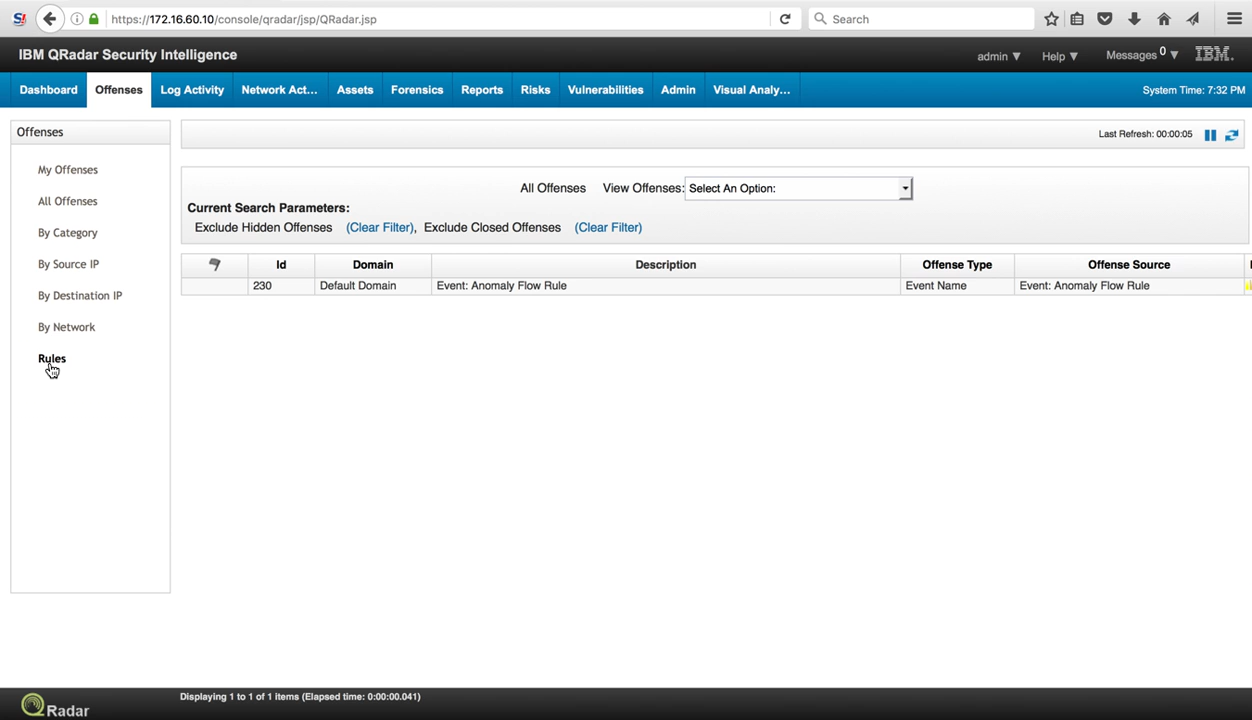 https://172.16.60.10/console/qradar/jsp/QRadar.jsp Search
IBM QRadar Security Intelligence admin ▼ Help ▼ Messages 0 ▼ IBM.
Dashboard Offenses Log Activity Network Act... Assets Forensics Reports Risks Vulnerabilities Admin Visual Analy... System Time: 7:32 PM
Offenses
Last Refresh: 00:00:05
My Offenses
All Offenses
By Category
By Source IP
By Destination IP
By Network
Rules
All Offenses View Offenses: Select An Option:
Current Search Parameters:
Exclude Hidden Offenses (Clear Filter), Exclude Closed Offenses (Clear Filter)
Id Domain Description Offense Type Offense Source
230 Default Domain Event: Anomaly Flow Rule Event Name Event: Anomaly Flow Rule
Displaying 1 to 1 of 1 items (Elapsed time: 0:00:00.041)
QRadar